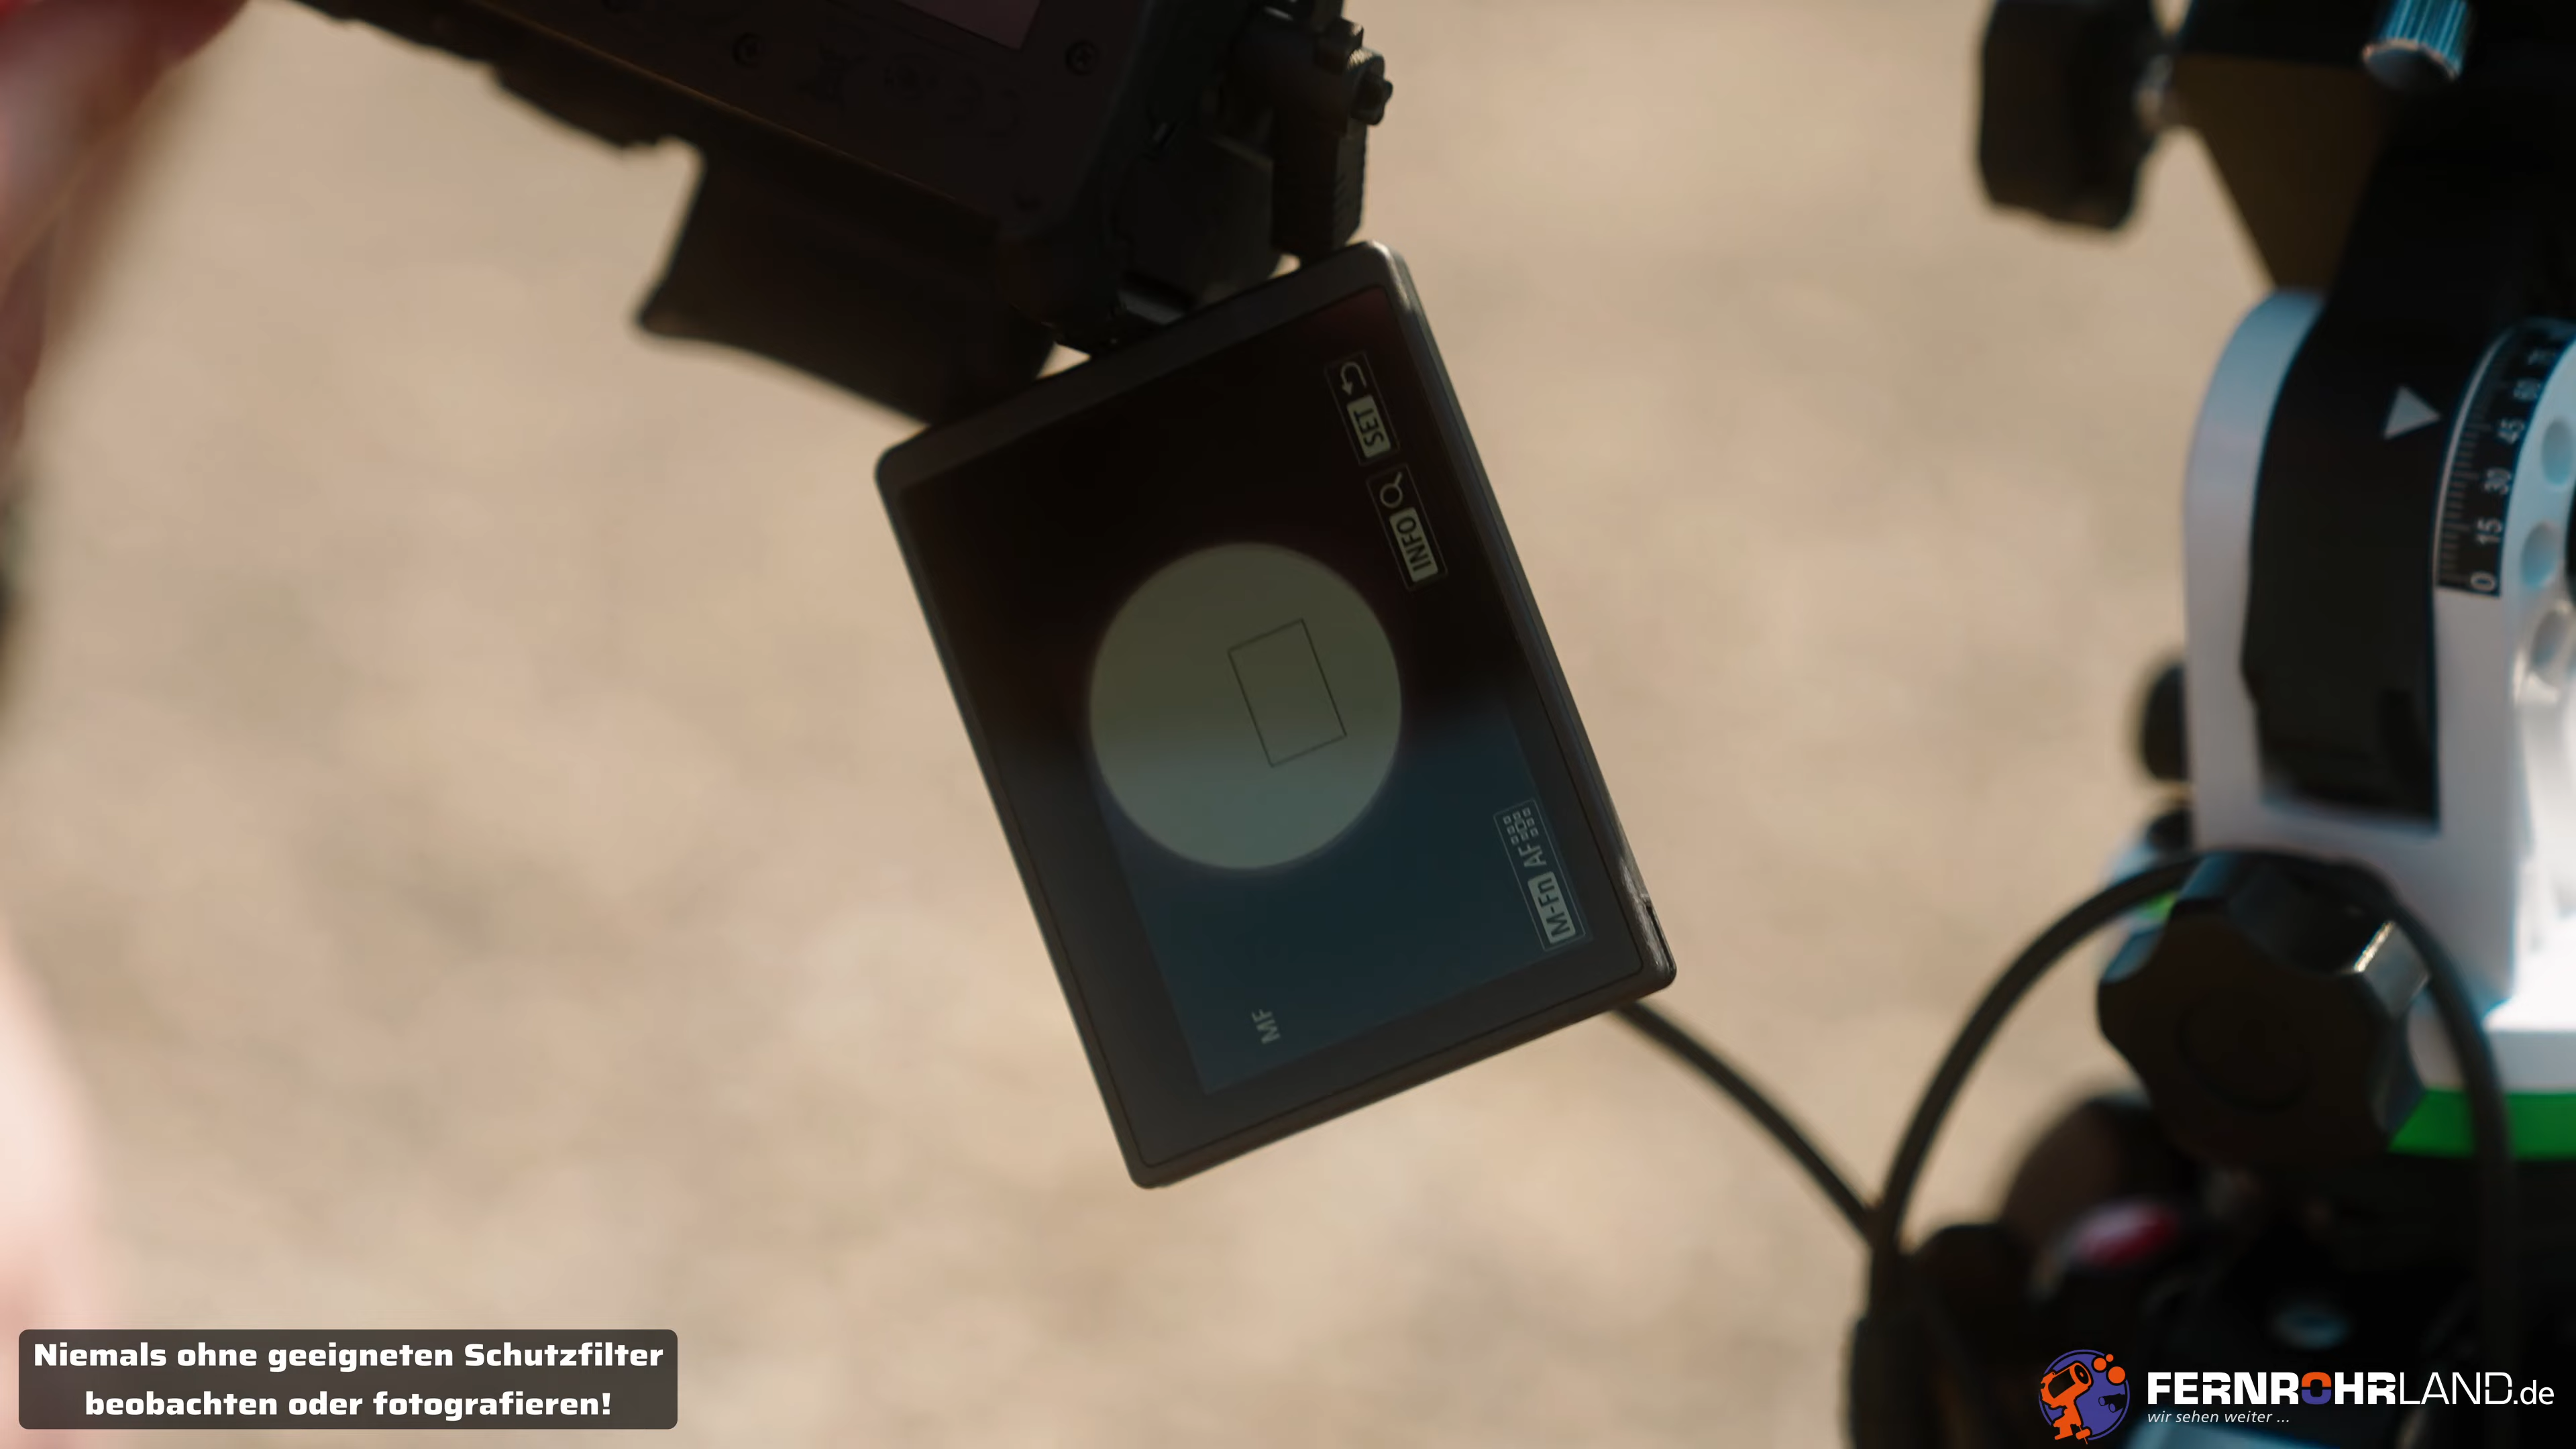 SET
INFO
M-Fn AF
MF
60
45
30
15
0
Niemals ohne geeigneten Schutzfilter
beobachten oder fotografieren!
FERNROHRLAND.de
wir sehen weiter ...